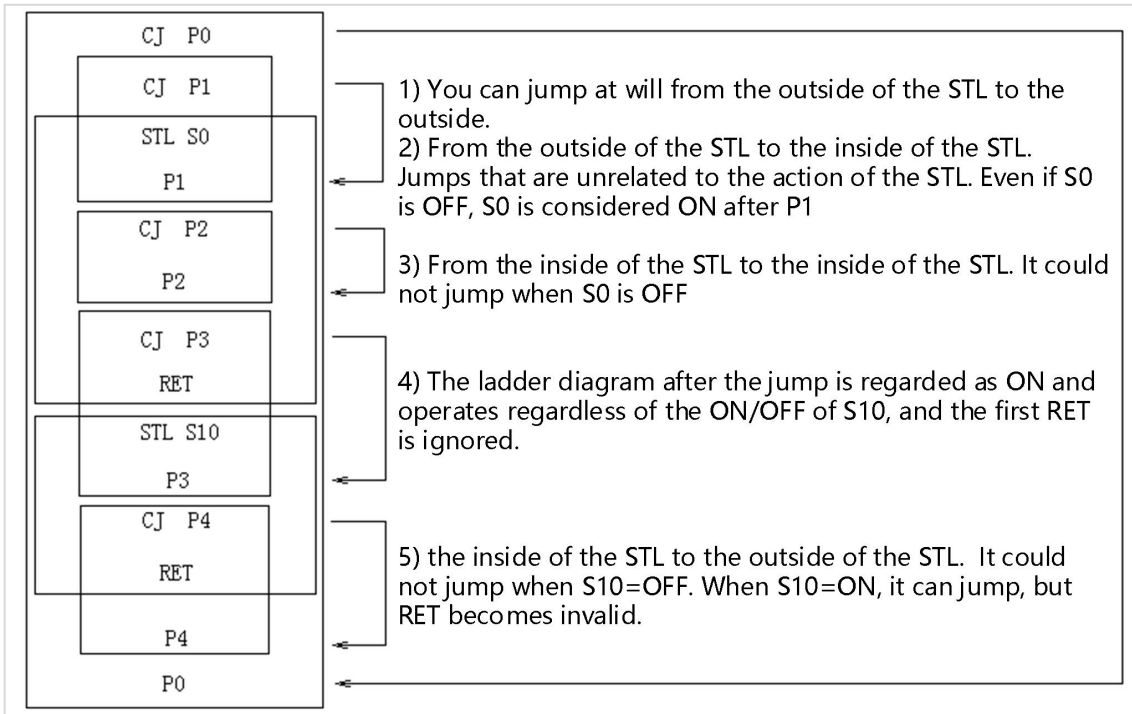 CJ P0
CJ P1
STL S0
P1
CJ P2
P2
CJ P3
RET
STL S10
P3
CJ P4
RET
P4
P0
1) You can jump at will from the outside of the STL to the
outside.
2) From the outside of the STL to the inside of the STL.
Jumps that are unrelated to the action of the STL. Even if S0
is OFF, S0 is considered ON after P1
3) From the inside of the STL to the inside of the STL. It could
not jump when S0 is OFF
4) The ladder diagram after the jump is regarded as ON and
operates regardless of the ON/OFF of S10, and the first RET
is ignored.
5) the inside of the STL to the outside of the STL. It could
not jump when S10=OFF. When S10=ON, it can jump, but
RET becomes invalid.